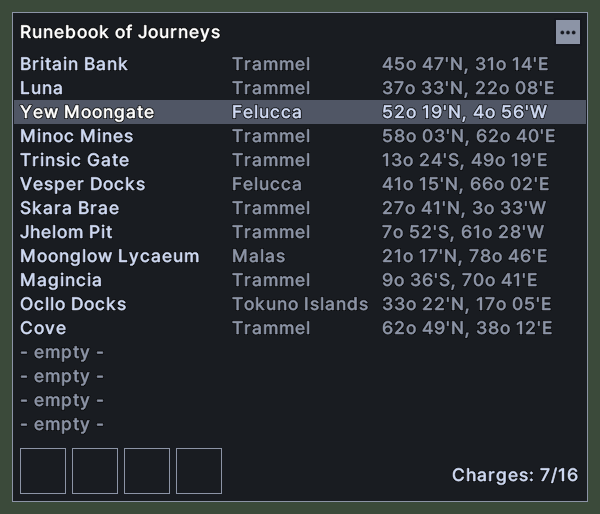 Runebook of Journeys
Britain Bank Trammel 45o 47'N, 31o 14'E
Luna Trammel 37o 33'N, 22o 08'E
Yew Moongate Felucca 52o 19'N, 4o 56'W
Minoc Mines Trammel 58o 03'N, 62o 40'E
Trinsic Gate Trammel 13o 24'S, 49o 19'E
Vesper Docks Felucca 41o 15'N, 66o 02'E
Skara Brae Trammel 27o 41'N, 3o 33'W
Jhelom Pit Trammel 7o 52'S, 61o 28'W
Moonglow Lycaeum Malas 21o 17'N, 78o 46'E
Magincia Trammel 9o 36'S, 70o 41'E
Ocllo Docks Tokuno Islands 33o 22'N, 17o 05'E
Cove Trammel 62o 49'N, 38o 12'E
- empty -
- empty -
- empty -
- empty -
Charges: 7/16